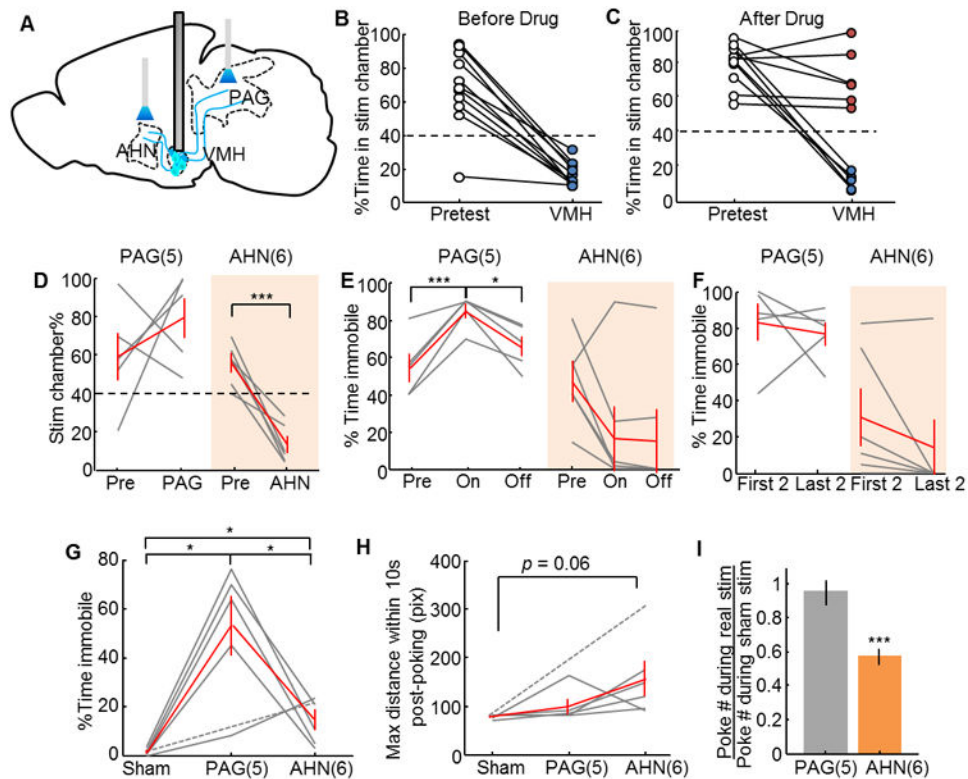 A
AHN
VMH
PAG
B
Before Drug
%Time in stim chamber
100
80
60
40
20
0
Pretest
VMH
C
After Drug
%Time in stim chamber
100
80
60
40
20
0
Pretest
VMH
D
PAG(5)
AHN(6)
Stim chamber%
100
80
60
40
20
0
***
Pre
PAG
Pre
AHN
E
PAG(5)
AHN(6)
% Time immobile
100
80
60
40
20
0
***
*
Pre
On
Off
Pre
On
Off
F
PAG(5)
AHN(6)
% Time immobile
100
80
60
40
20
0
First 2
Last 2
First 2
Last 2
G
%Time immobile
80
60
40
20
0
*
*
*
Sham
PAG(5)
AHN(6)
H
Max distance within 10s
post-poking (pix)
400
300
200
100
0
p = 0.06
Sham
PAG(5)
AHN(6)
I
Poke # during real stim
Poke # during sham stim
1
0.8
0.6
0.4
0.2
0
***
PAG(5)
AHN(6)